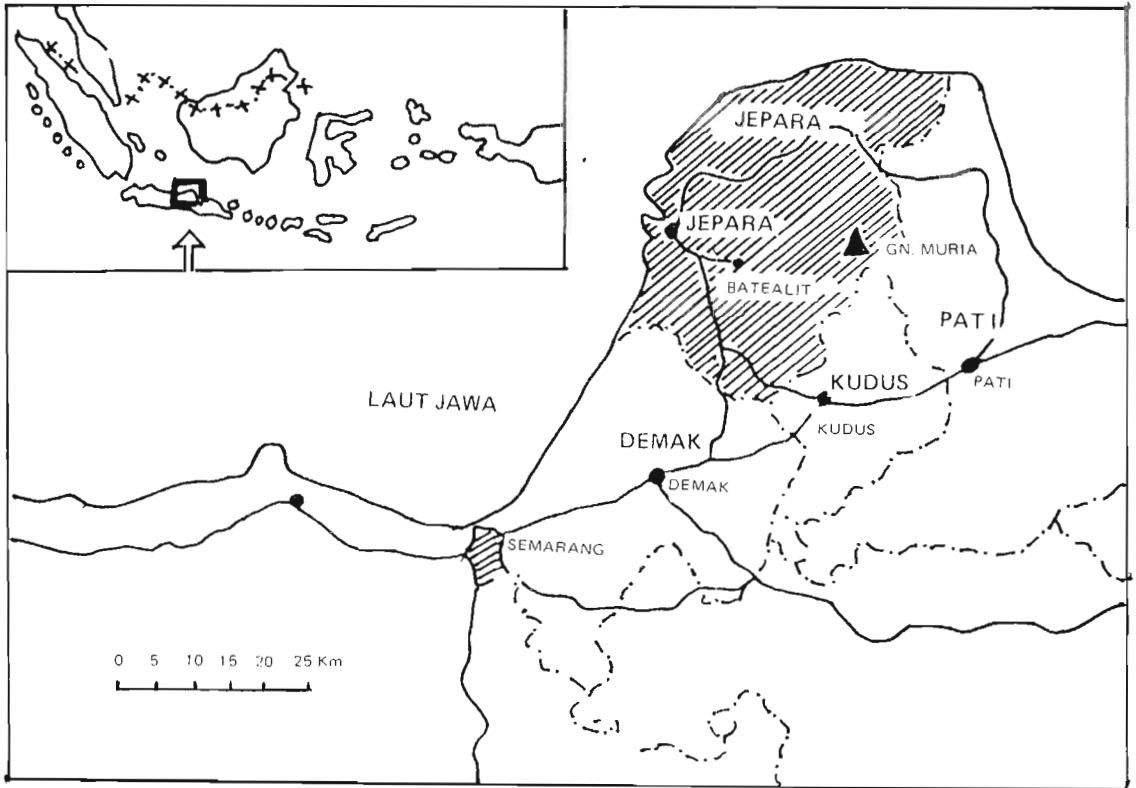 JEPARA
JEPARA
GN. MURIA
BATEALIT
PATI
KUDUS
PATI
LAUT JAWA
KUDUS
DEMAK
DEMAK
SEMARANG
0 5 10 15 20 25 Km